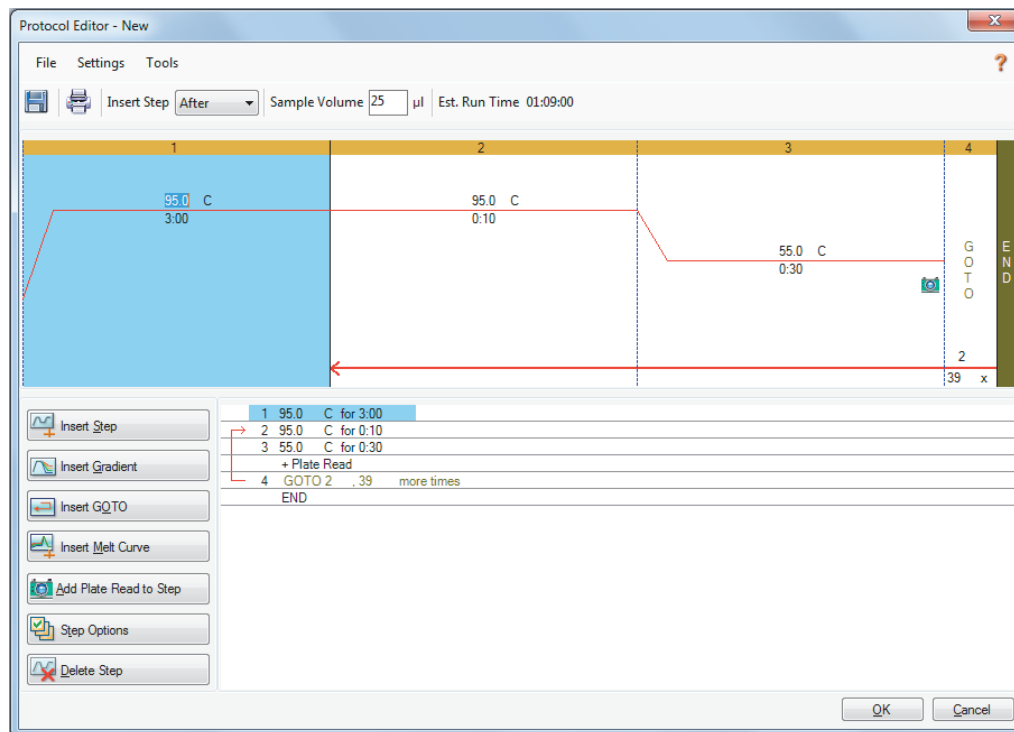 Protocol Editor - New
File Settings Tools ?
Insert Step After Sample Volume 25 µl Est. Run Time 01:09:00
1 2 3 4
95.0 C 95.0 C
3:00 0:10
55.0 C
0:30
GOTO
END
2
39 x
Insert Step
Insert Gradient
Insert GOTO
Insert Melt Curve
Add Plate Read to Step
Step Options
Delete Step
1 95.0 C for 3:00
2 95.0 C for 0:10
3 55.0 C for 0:30
+ Plate Read
4 GOTO 2 , 39 more times
END
OK Cancel